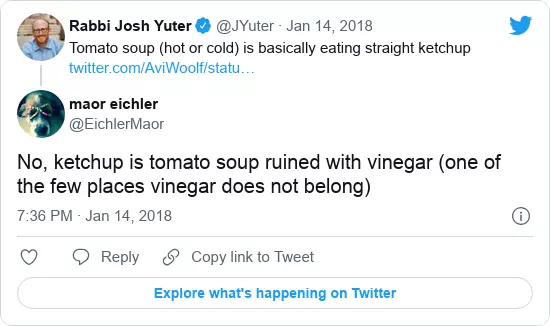 Rabbi Josh Yuter @JYuter · Jan 14, 2018
Tomato soup (hot or cold) is basically eating straight ketchup
twitter.com/AviWoolf/statu…
maor eichler
@EichlerMaor
No, ketchup is tomato soup ruined with vinegar (one of
the few places vinegar does not belong)
7:36 PM · Jan 14, 2018
Reply
Copy link to Tweet
Explore what's happening on Twitter